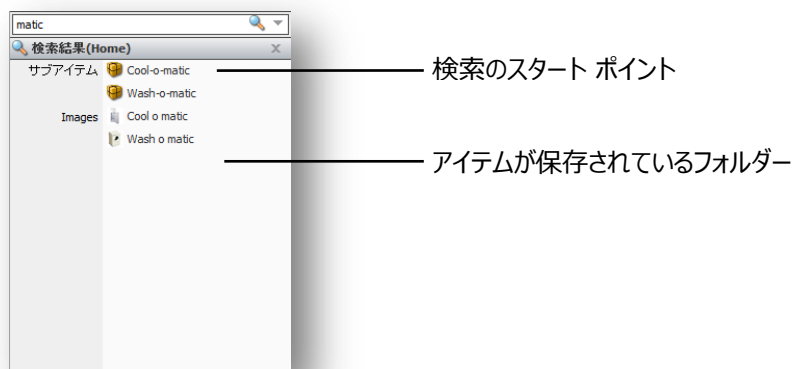 matic
検索結果(Home)
サブアイテム Cool-o-matic
Wash-o-matic
Images Cool o matic
Wash o matic
検索のスタート ポイント
アイテムが保存されているフォルダー